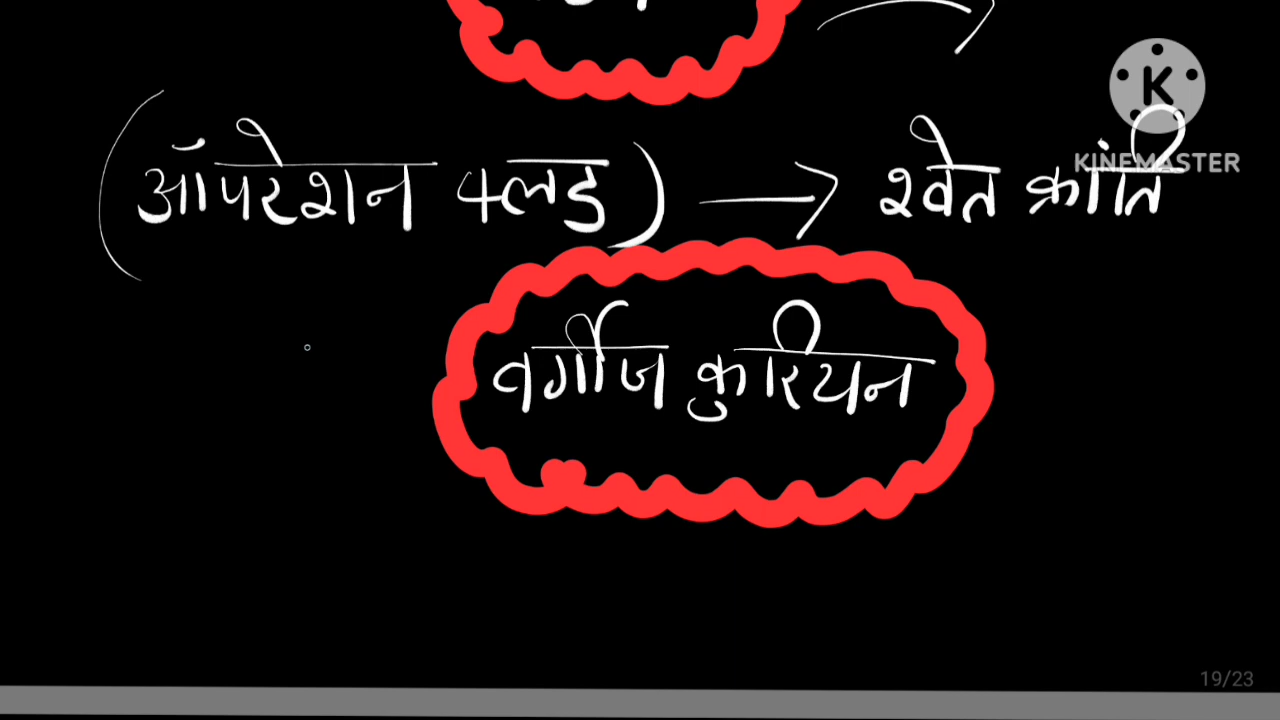 (ऑपरेशन फ्लड) → श्वेत क्रांति
KINEMASTER
वर्गीज कुरियन
19/23